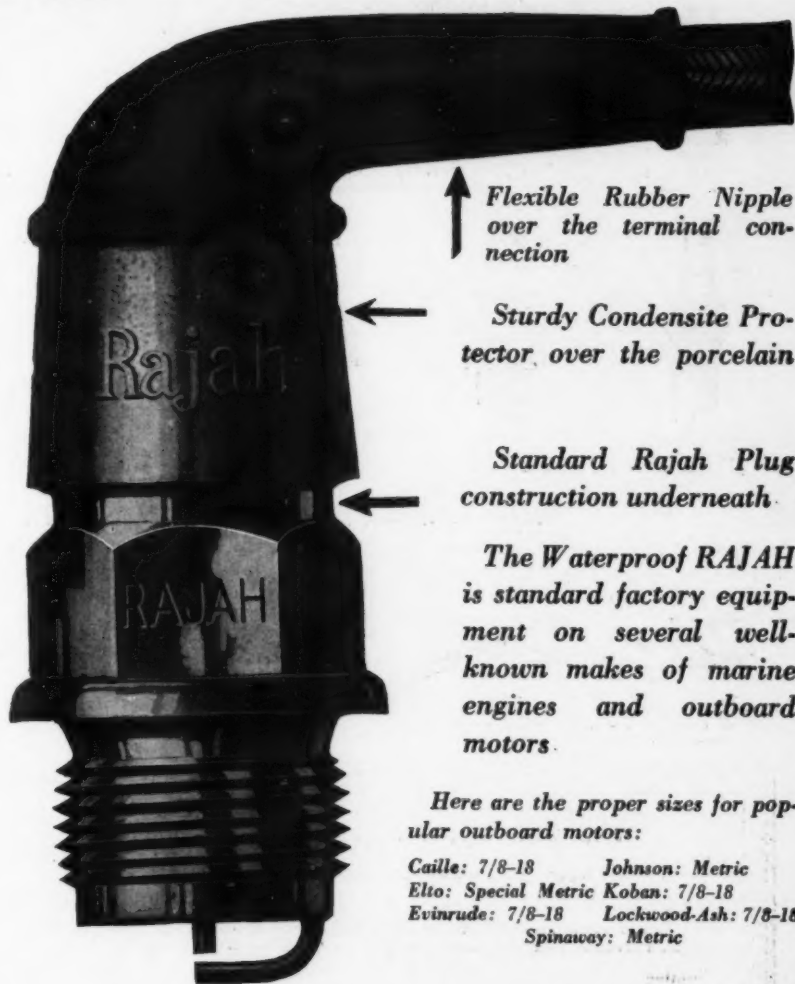 Flexible Rubber Nipple
over the terminal con-
nection
Rajah
Sturdy Condensite Pro-
tector over the porcelain
Standard Rajah Plug
construction underneath
RAJAH
The Waterproof RAJAH
is standard factory equip-
ment on several well-
known makes of marine
engines and outboard
motors
Here are the proper sizes for pop-
ular outboard motors:
Caille: 7/8-18 Johnson: Metric
Elto: Special Metric Koban: 7/8-18
Evinrude: 7/8-18 Lockwood-Ash: 7/8-18
Spinaway: Metric